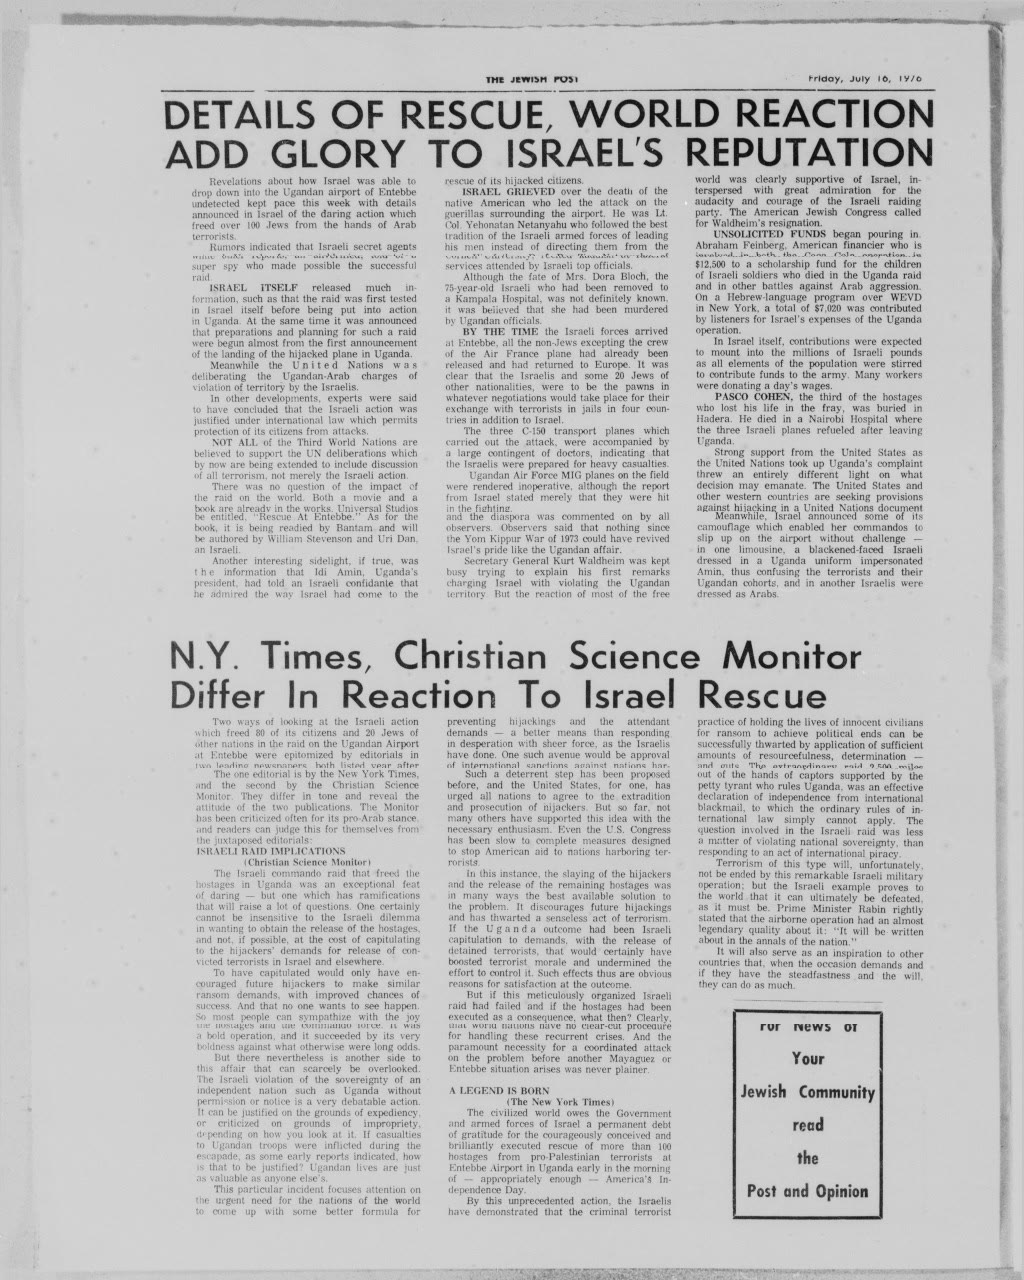 THE JEWISH POST
Friday, July 16, 1976
DETAILS OF RESCUE, WORLD REACTION
ADD GLORY TO ISRAEL'S REPUTATION
Revelations about how Israel was able to
drop down into the Ugandan airport of Entebbe
undetected kept pace this week with details
announced in Israel of the daring action which
freed over 100 Jews from the hands of Arab
terrorists.
Rumors indicated that Israeli secret agents
super spy who made possible the successful
raid.
ISRAEL ITSELF released much in-
formation, such as that the raid was first tested
in Israel itself before being put into action
in Uganda. At the same time it was announced
that preparations and planning for such a raid
were begun almost from the first announcement
of the landing of the hijacked plane in Uganda.
Meanwhile the United Nations was
deliberating the Ugandan-Arab charges of
violation of territory by the Israelis.
In other developments, experts were said
to have concluded that the Israeli action was
justified under international law which permits
protection of its citizens from attacks.
NOT ALL of the Third World Nations are
believed to support the UN deliberations which
by now are being extended to include discussion
of all terrorism, not merely the Israeli action.
There was no question of the impact of
the raid on the world. Both a movie and a
book are already in the works. Universal Studios
be entitled, "Rescue At Entebbe." As for the
book, it is being readied by Bantam and will
be authored by William Stevenson and Uri Dan,
an Israeli.
Another interesting sidelight, if true, was
the information that Idi Amin, Uganda's
president, had told an Israeli confidante that
he admired the way Israel had come to the
rescue of its hijacked citizens.
ISRAEL GRIEVED over the death of the
native American who led the attack on the
guerillas surrounding the airport. He was Lt.
Col. Yehonatan Netanyahu who followed the best
tradition of the Israeli armed forces of leading
his men instead of directing them from the
services attended by Israel top officials.
Although the fate of Mrs. Dora Bloch, the
75-year-old Israeli who had been removed to
a Kampala Hospital, was not definitely known,
it was believed that she had been murdered
by Ugandan officials.
BY THE TIME the Israeli forces arrived
at Entebbe, all the non-Jews excepting the crew
of the Air France plane had already been
released and had returned to Europe. It was
clear that the Israelis and some 20 Jews of
other nationalities, were to be the pawns in
whatever negotiations would take place for their
exchange with terrorists in jails in four coun-
tries in addition to Israel.
The three C-150 transport planes which
carried out the attack, were accompanied by
a large contingent of doctors, indicating that
the Israelis were prepared for heavy casualties.
Ugandan Air Force MIG planes on the field
were rendered inoperative, although the report
from Israel stated merely that they were hit
in the fighting.
and the diaspora was commented on by all
observers. Observers said that nothing since
the Yom Kippur War of 1973 could have revived
Israel's pride like the Ugandan affair.
Secretary General Kurt Waldheim was kept
busy trying to explain his first remarks
charging Israel with violating the Ugandan
territory. But the reaction of most of the free
world was clearly supportive of Israel, in-
terspersed with great admiration for the
audacity and courage of the Israeli raiding
party. The American Jewish Congress called
for Waldheim's resignation.
UNSOLICITED FUNDS began pouring in.
Abraham Feinberg, American financier who is
involved in both the Coca Cola operation in
$12,500 to a scholarship fund for the children
of Israeli soldiers who died in the Uganda raid
and in other battles against Arab aggression.
On a Hebrew-language program over WEVD
in New York, a total of $7,020 was contributed
by listeners for Israel's expenses of the Uganda
operation.
In Israel itself, contributions were expected
to mount into the millions of Israeli pounds
as all elements of the population were stirred
to contribute funds to the army. Many workers
were donating a day's wages.
PASCO COHEN, the third of the hostages
who lost his life in the fray, was buried in
Hadera. He died in a Nairobi Hospital where
the three Israeli planes refueled after leaving
Uganda.
Strong support from the United States as
the United Nations took up Uganda's complaint
threw an entirely different light on what
decision may emanate. The United States and
other western countries are seeking provisions
against hijacking in a United Nations document
Meanwhile, Israel announced some of its
camouflage which enabled her commandos to
slip up on the airport without challenge —
in one limousine, a blackened-faced Israeli
dressed in a Uganda uniform impersonated
Amin, thus confusing the terrorists and their
Ugandan cohorts, and in another Israelis were
dressed as Arabs.
N.Y. Times, Christian Science Monitor
Differ In Reaction To Israel Rescue
Two ways of looking at the Israeli action
which freed 80 of its citizens and 20 Jews of
other nations in the raid on the Ugandan Airport
at Entebbe were epitomized by editorials in
two leading newspapers, both listed year after
The one editorial is by the New York Times,
and the second by the Christian Science
Monitor. They differ in tone and reveal the
attitude of the two publications. The Monitor
has been criticized often for its pro-Arab stance,
and readers can judge this for themselves from
the juxtaposed editorials:
ISRAELI RAID IMPLICATIONS
(Christian Science Monitor)
The Israeli commando raid that freed the
hostages in Uganda was an exceptional feat
of daring — but one which has ramifications
that will raise a lot of questions. One certainly
cannot be insensitive to the Israeli dilemma
in wanting to obtain the release of the hostages,
and not, if possible, at the cost of capitulating
to the hijackers' demands for release of con-
victed terrorists in Israel and elsewhere.
To have capitulated would only have en-
couraged future hijackers to make similar
ransom demands, with improved chances of
success. And that no one wants to see happen.
So most people can sympathize with the joy
the hostages and the commando force. It was
a bold operation, and it succeeded by its very
boldness against what otherwise were long odds.
But there nevertheless is another side to
this affair that can scarcely be overlooked.
The Israeli violation of the sovereignty of an
independent nation such as Uganda without
permission or notice is a very debatable action.
It can be justified on the grounds of expediency,
or criticized on grounds of impropriety,
depending on how you look at it. If casualties
to Ugandan troops were inflicted during the
escapade, as some early reports indicated, how
is that to be justified? Ugandan lives are just
as valuable as anyone else's.
This particular incident focuses attention on
the urgent need for the nations of the world
to come up with some better formula for
preventing hijackings and the attendant
demands — a better means than responding
in desperation with sheer force, as the Israelis
have done. One such avenue would be approval
of international sanctions against nations har-
Such a deterrent step has been proposed
before, and the United States, for one, has
urged all nations to agree to the extradition
and prosecution of hijackers. But so far, not
many others have supported this idea with the
necessary enthusiasm. Even the U.S. Congress
has been slow to complete measures designed
to stop American aid to nations harboring ter-
rorists.
In this instance, the slaying of the hijackers
and the release of the remaining hostages was
in many ways the best available solution to
the problem. It discourages future hijackings
and has thwarted a senseless act of terrorism.
If the Uganda outcome had been Israeli
capitulation to demands, with the release of
detained terrorists, that would certainly have
boosted terrorist morale and undermined the
effort to control it. Such effects thus are obvious
reasons for satisfaction at the outcome.
But if this meticulously organized Israeli
raid had failed and if the hostages had been
executed as a consequence, what then? Clearly,
that world nations have no clear-cut procedure
for handling these recurrent crises. And the
paramount necessity for a coordinated attack
on the problem before another Mayaguez or
Entebbe situation arises was never plainer.
A LEGEND IS BORN
(The New York Times)
The civilized world owes the Government
and armed forces of Israel a permanent debt
of gratitude for the courageously conceived and
brilliantly executed rescue of more than 100
hostages from pro-Palestinian terrorists at
Entebbe Airport in Uganda early in the morning
of — appropriately enough — America's In-
dependence Day.
By this unprecedented action, the Israelis
have demonstrated that the criminal terrorist
practice of holding the lives of innocent civilians
for ransom to achieve political ends can be
successfully thwarted by application of sufficient
amounts of resourcefulness, determination —
and guts. The extraordinary raid 2,500 miles
out of the hands of captors supported by the
petty tyrant who rules Uganda, was an effective
declaration of independence from international
blackmail, to which the ordinary rules of in-
ternational law simply cannot apply. The
question involved in the Israeli raid was less
a matter of violating national sovereignty, than
responding to an act of international piracy.
Terrorism of this type will, unfortunately,
not be ended by this remarkable Israeli military
operation; but the Israeli example proves to
the world that it can ultimately be defeated,
as it must be. Prime Minister Rabin rightly
stated that the airborne operation had an almost
legendary quality about it: "It will be written
about in the annals of the nation."
It will also serve as an inspiration to other
countries that, when the occasion demands and
if they have the steadfastness and the will,
they can do as much.
For News of
Your
Jewish Community
read
the
Post and Opinion